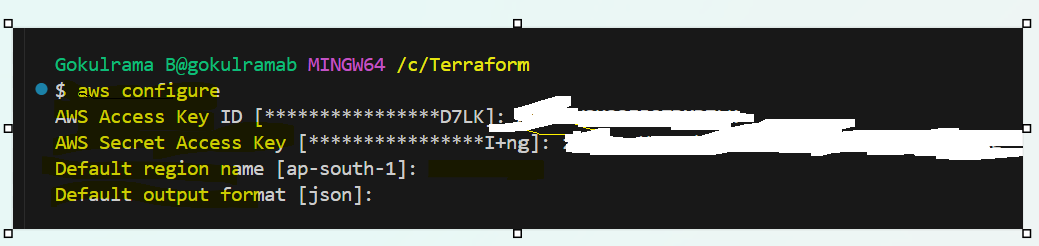 Gokulrama B@gokulramab MINGW64 /c/Terraform
$ aws configure
AWS Access Key ID [****************D7LK]:
AWS Secret Access Key [****************I+ng]:
Default region name [ap-south-1]:
Default output format [json]: